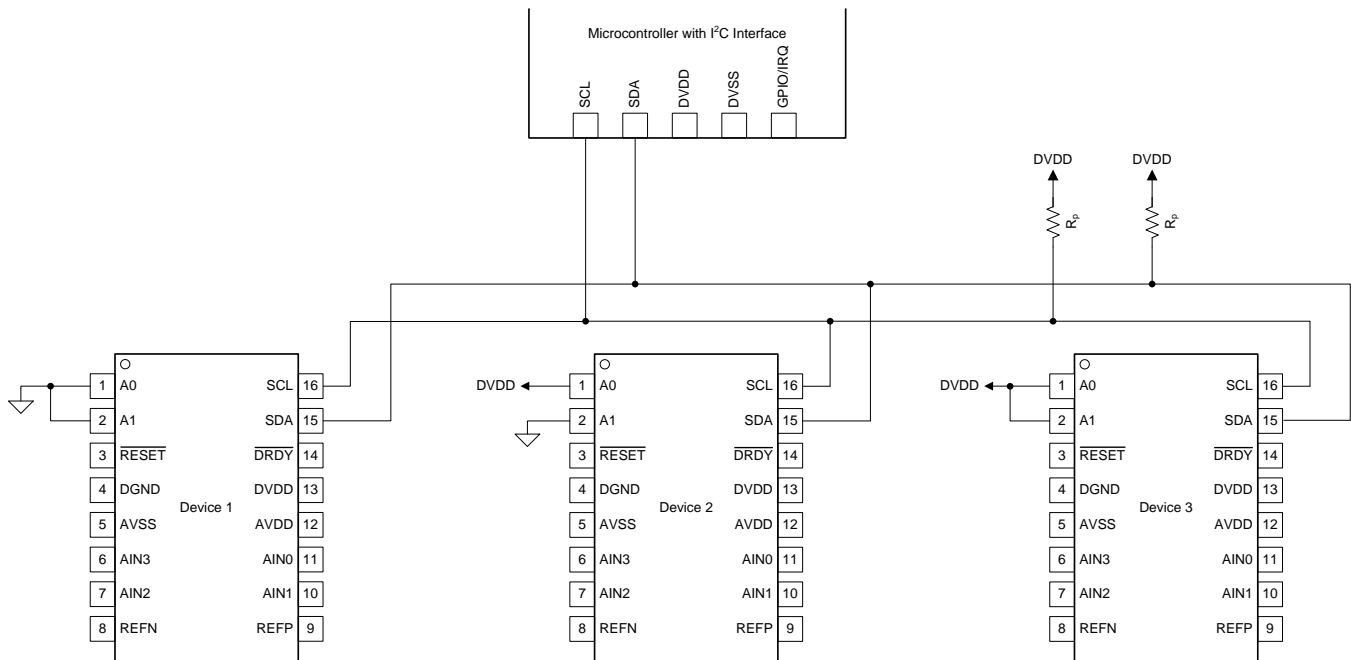 Microcontroller with I²C Interface
SCL
SDA
DVDD
DVSS
GPIO/IRQ
DVDD
DVDD
Rp
Rp
1 A0 SCL 16
2 A1 SDA 15
3 RESET DRDY 14
4 DGND DVDD 13
Device 1
5 AVSS AVDD 12
6 AIN3 AIN0 11
7 AIN2 AIN1 10
8 REFN REFP 9
DVDD
1 A0 SCL 16
2 A1 SDA 15
3 RESET DRDY 14
4 DGND DVDD 13
Device 2
5 AVSS AVDD 12
6 AIN3 AIN0 11
7 AIN2 AIN1 10
8 REFN REFP 9
DVDD
1 A0 SCL 16
2 A1 SDA 15
3 RESET DRDY 14
4 DGND DVDD 13
Device 3
5 AVSS AVDD 12
6 AIN3 AIN0 11
7 AIN2 AIN1 10
8 REFN REFP 9